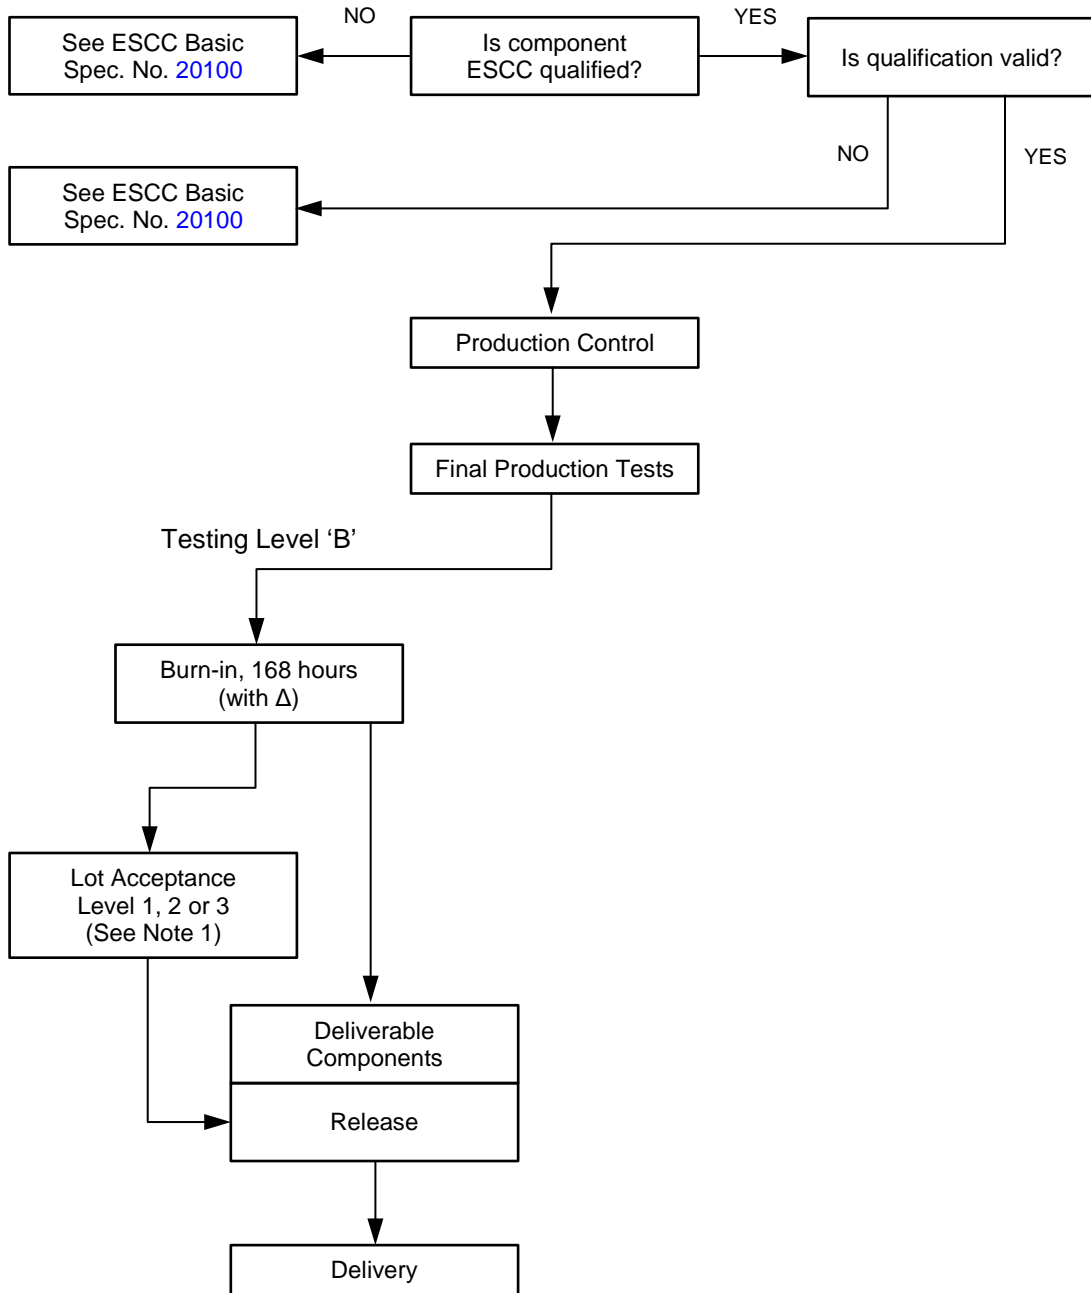 NO
YES
See ESCC Basic
Spec. No. 20100
Is component
ESCC qualified?
Is qualification valid?
NO
YES
See ESCC Basic
Spec. No. 20100
Production Control
Final Production Tests
Testing Level ‘B’
Burn-in, 168 hours
(with Δ)
Lot Acceptance
Level 1, 2 or 3
(See Note 1)
Deliverable
Components
Release
Delivery